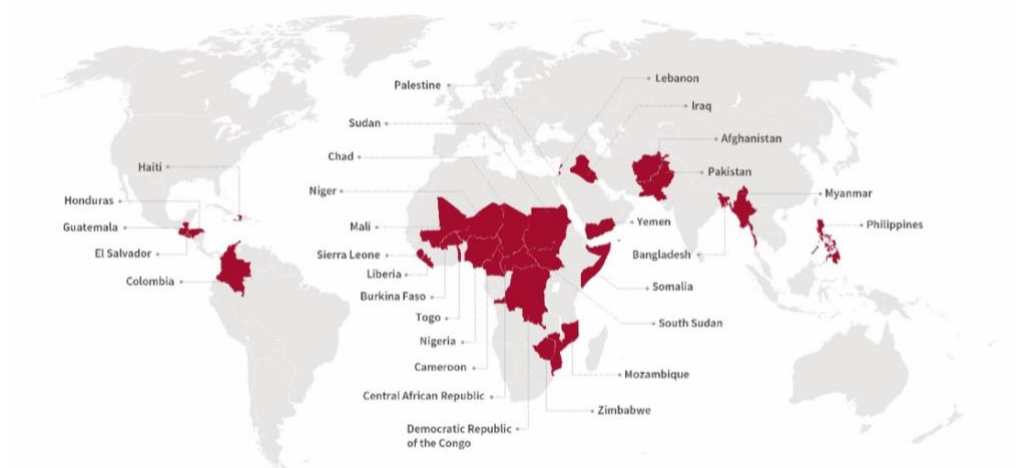 Palestine
Lebanon
Iraq
Sudan
Afghanistan
Chad
Haiti
Pakistan
Niger
Myanmar
Honduras
Mali
Yemen
Philippines
Guatemala
El Salvador
Sierra Leone
Bangladesh
Liberia
Colombia
Somalia
Burkina Faso
Togo
South Sudan
Nigeria
Cameroon
Mozambique
Central African Republic
Zimbabwe
Democratic Republic
of the Congo